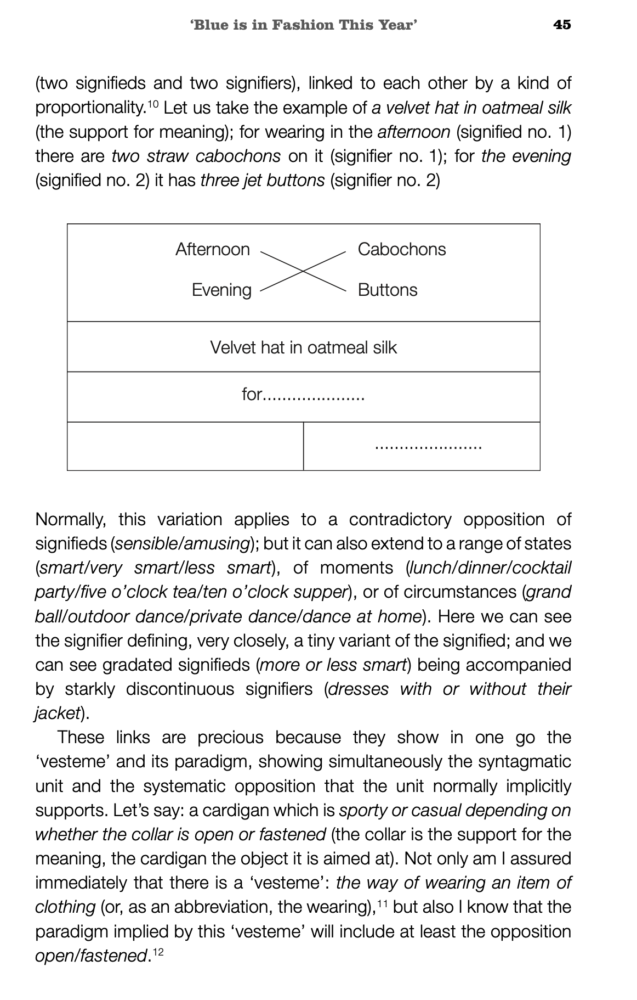 ‘Blue is in Fashion This Year’ 45
(two signifieds and two signifiers), linked to each other by a kind of
proportionality.10 Let us take the example of a velvet hat in oatmeal silk
(the support for meaning); for wearing in the afternoon (signified no. 1)
there are two straw cabochons on it (signifier no. 1); for the evening
(signified no. 2) it has three jet buttons (signifier no. 2)
Afternoon Cabochons
Evening Buttons
Velvet hat in oatmeal silk
for.....................
......................
Normally, this variation applies to a contradictory opposition of
signifieds (sensible/amusing); but it can also extend to a range of states
(smart/very smart/less smart), of moments (lunch/dinner/cocktail
party/five o’clock tea/ten o’clock supper), or of circumstances (grand
ball/outdoor dance/private dance/dance at home). Here we can see
the signifier defining, very closely, a tiny variant of the signified; and we
can see gradated signifieds (more or less smart) being accompanied
by starkly discontinuous signifiers (dresses with or without their
jacket).
These links are precious because they show in one go the
‘vesteme’ and its paradigm, showing simultaneously the syntagmatic
unit and the systematic opposition that the unit normally implicitly
supports. Let’s say: a cardigan which is sporty or casual depending on
whether the collar is open or fastened (the collar is the support for the
meaning, the cardigan the object it is aimed at). Not only am I assured
immediately that there is a ‘vesteme’: the way of wearing an item of
clothing (or, as an abbreviation, the wearing),11 but also I know that the
paradigm implied by this ‘vesteme’ will include at least the opposition
open/fastened.12